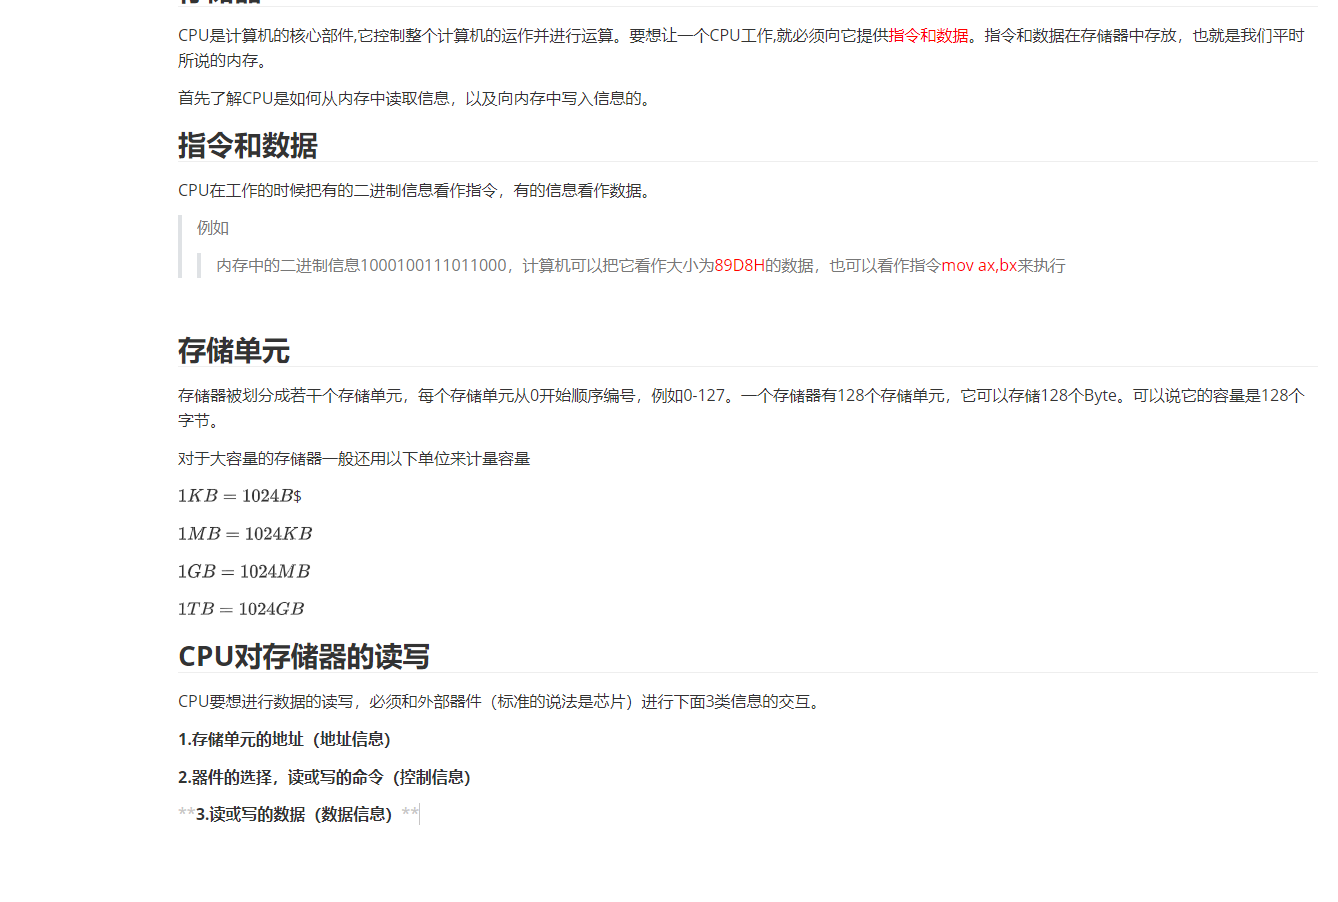 CPU是计算机的核心部件,它控制整个计算机的运作并进行运算。要想让一个CPU工作,就必须向它提供指令和数据。指令和数据在存储器中存放，也就是我们平时
所说的内存。
首先了解CPU是如何从内存中读取信息，以及向内存中写入信息的。
指令和数据
CPU在工作的时候把有的二进制信息看作指令，有的信息看作数据。
例如
内存中的二进制信息1000100111011000，计算机可以把它看作大小为89D8H的数据，也可以看作指令mov ax,bx来执行
存储单元
存储器被划分成若干个存储单元，每个存储单元从0开始顺序编号，例如0-127。一个存储器有128个存储单元，它可以存储128个Byte。可以说它的容量是128个
字节。
对于大容量的存储器一般还用以下单位来计量容量
1KB = 1024B$
1MB = 1024KB
1GB = 1024MB
1TB = 1024GB
CPU对存储器的读写
CPU要想进行数据的读写，必须和外部器件（标准的说法是芯片）进行下面3类信息的交互。
1.存储单元的地址（地址信息）
2.器件的选择，读或写的命令（控制信息）
**3.读或写的数据（数据信息）**